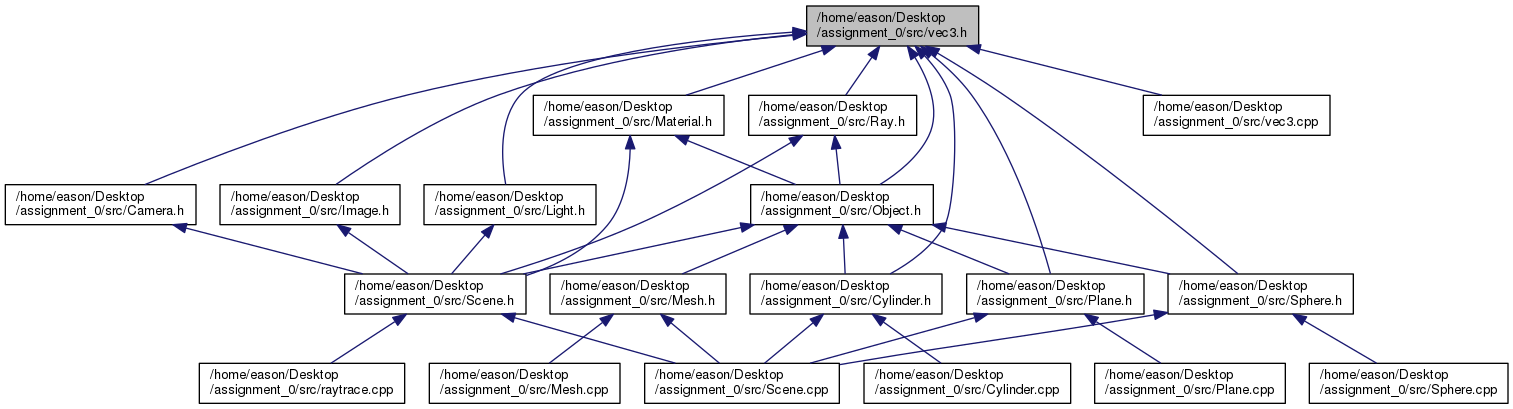 /home/eason/Desktop
/assignment_0/src/vec3.h
/home/eason/Desktop
/assignment_0/src/Material.h
/home/eason/Desktop
/assignment_0/src/Ray.h
/home/eason/Desktop
/assignment_0/src/vec3.cpp
/home/eason/Desktop
/assignment_0/src/Camera.h
/home/eason/Desktop
/assignment_0/src/Image.h
/home/eason/Desktop
/assignment_0/src/Light.h
/home/eason/Desktop
/assignment_0/src/Object.h
/home/eason/Desktop
/assignment_0/src/Scene.h
/home/eason/Desktop
/assignment_0/src/Mesh.h
/home/eason/Desktop
/assignment_0/src/Cylinder.h
/home/eason/Desktop
/assignment_0/src/Plane.h
/home/eason/Desktop
/assignment_0/src/Sphere.h
/home/eason/Desktop
/assignment_0/src/raytrace.cpp
/home/eason/Desktop
/assignment_0/src/Mesh.cpp
/home/eason/Desktop
/assignment_0/src/Scene.cpp
/home/eason/Desktop
/assignment_0/src/Cylinder.cpp
/home/eason/Desktop
/assignment_0/src/Plane.cpp
/home/eason/Desktop
/assignment_0/src/Sphere.cpp